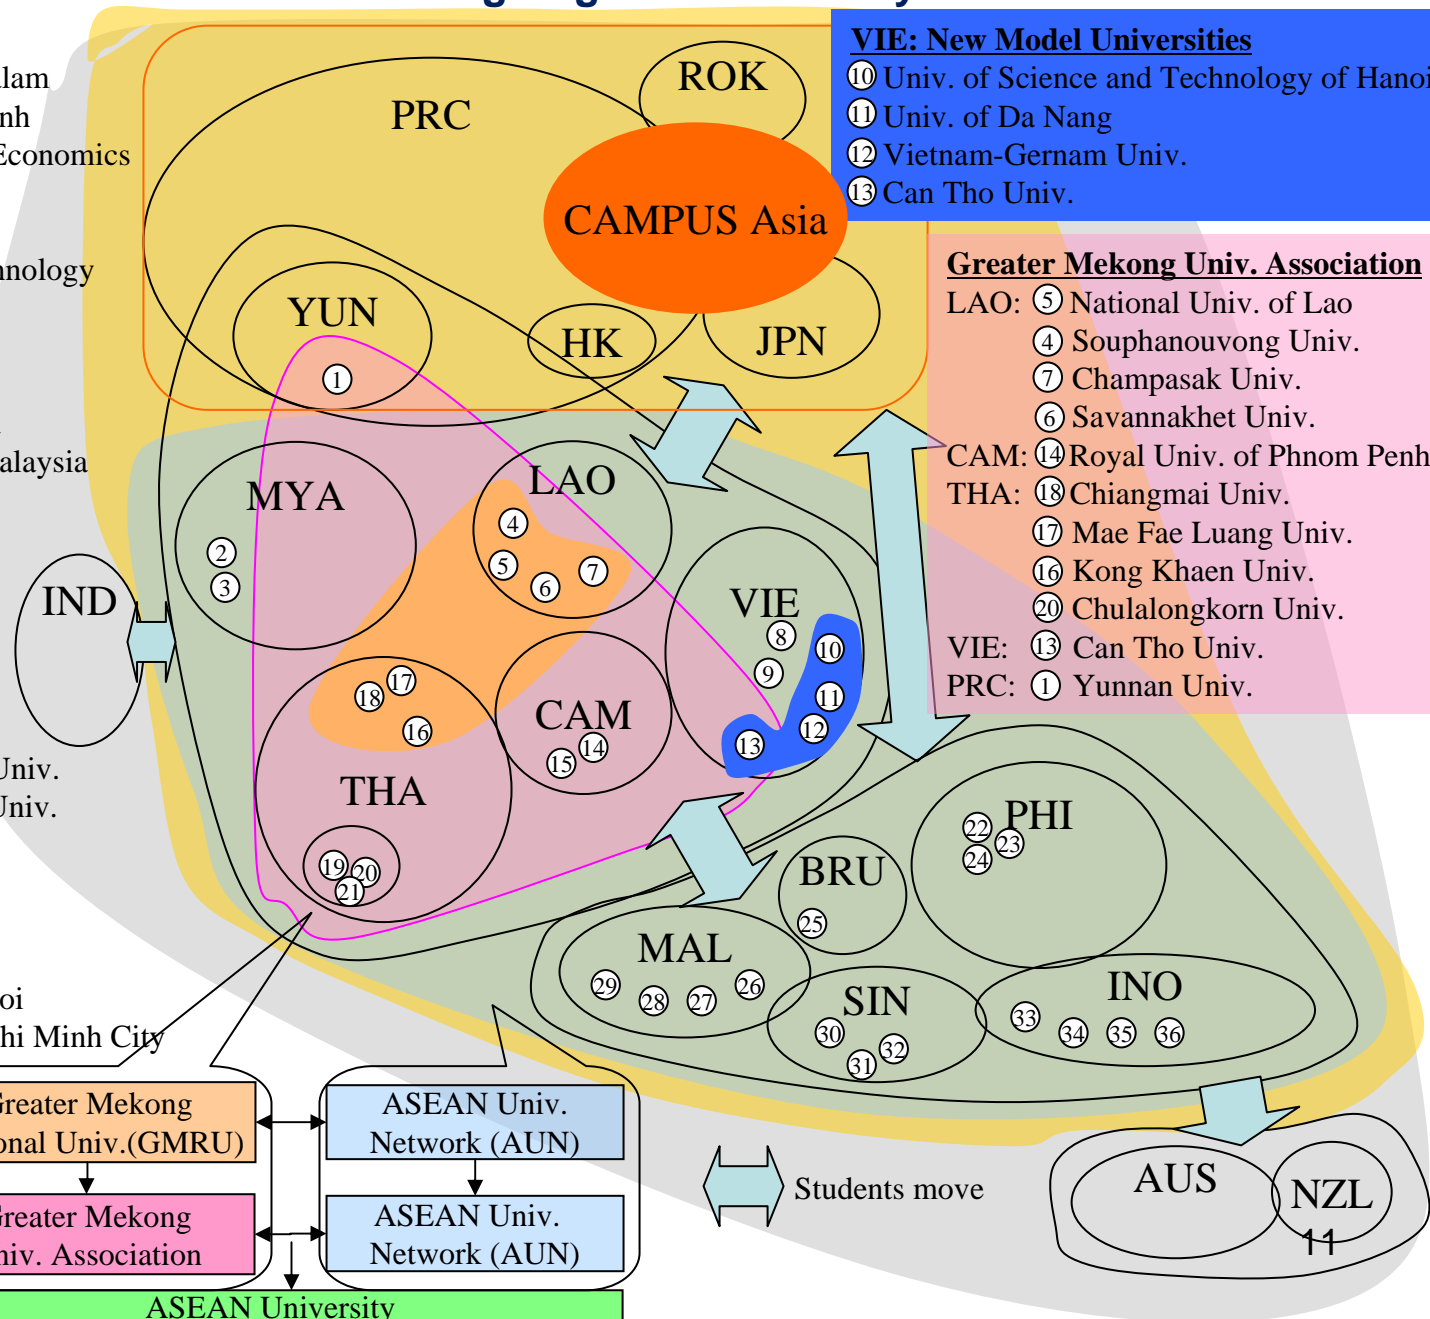 VIE: New Model Universities
10 Univ. of Science and Technology of Hanoi
11 Univ. of Da Nang
12 Vietnam-Gernam Univ.
13 Can Tho Univ.
Greater Mekong Univ. Association
LAO: 5 National Univ. of Lao
4 Souphanouvong Univ.
7 Champasak Univ.
6 Savannakhet Univ.
CAM: 14 Royal Univ. of Phnom Penh
THA: 18 Chiangmai Univ.
17 Mae Fae Luang Univ.
16 Kong Khaen Univ.
20 Chulalongkorn Univ.
VIE: 13 Can Tho Univ.
PRC: 1 Yunnan Univ.
Economics
PRC
ROK
CAMPUS Asia
YUN
HK
JPN
1
MYA
2
3
LAO
4
5
6
7
IND
VIE
8
9
10
11
12
13
18
17
16
THA
CAM
14
15
19
20
21
Univ.
Univ.
PHI
22
23
24
BRU
25
MAL
29
28
27
26
SIN
30
31
32
INO
33
34
35
36
hi Minh City
Greater Mekong
onal Univ.(GMRU)
Greater Mekong
Univ. Association
ASEAN Univ.
Network (AUN)
ASEAN Univ.
Network (AUN)
ASEAN University
Students move
AUS
NZL
11